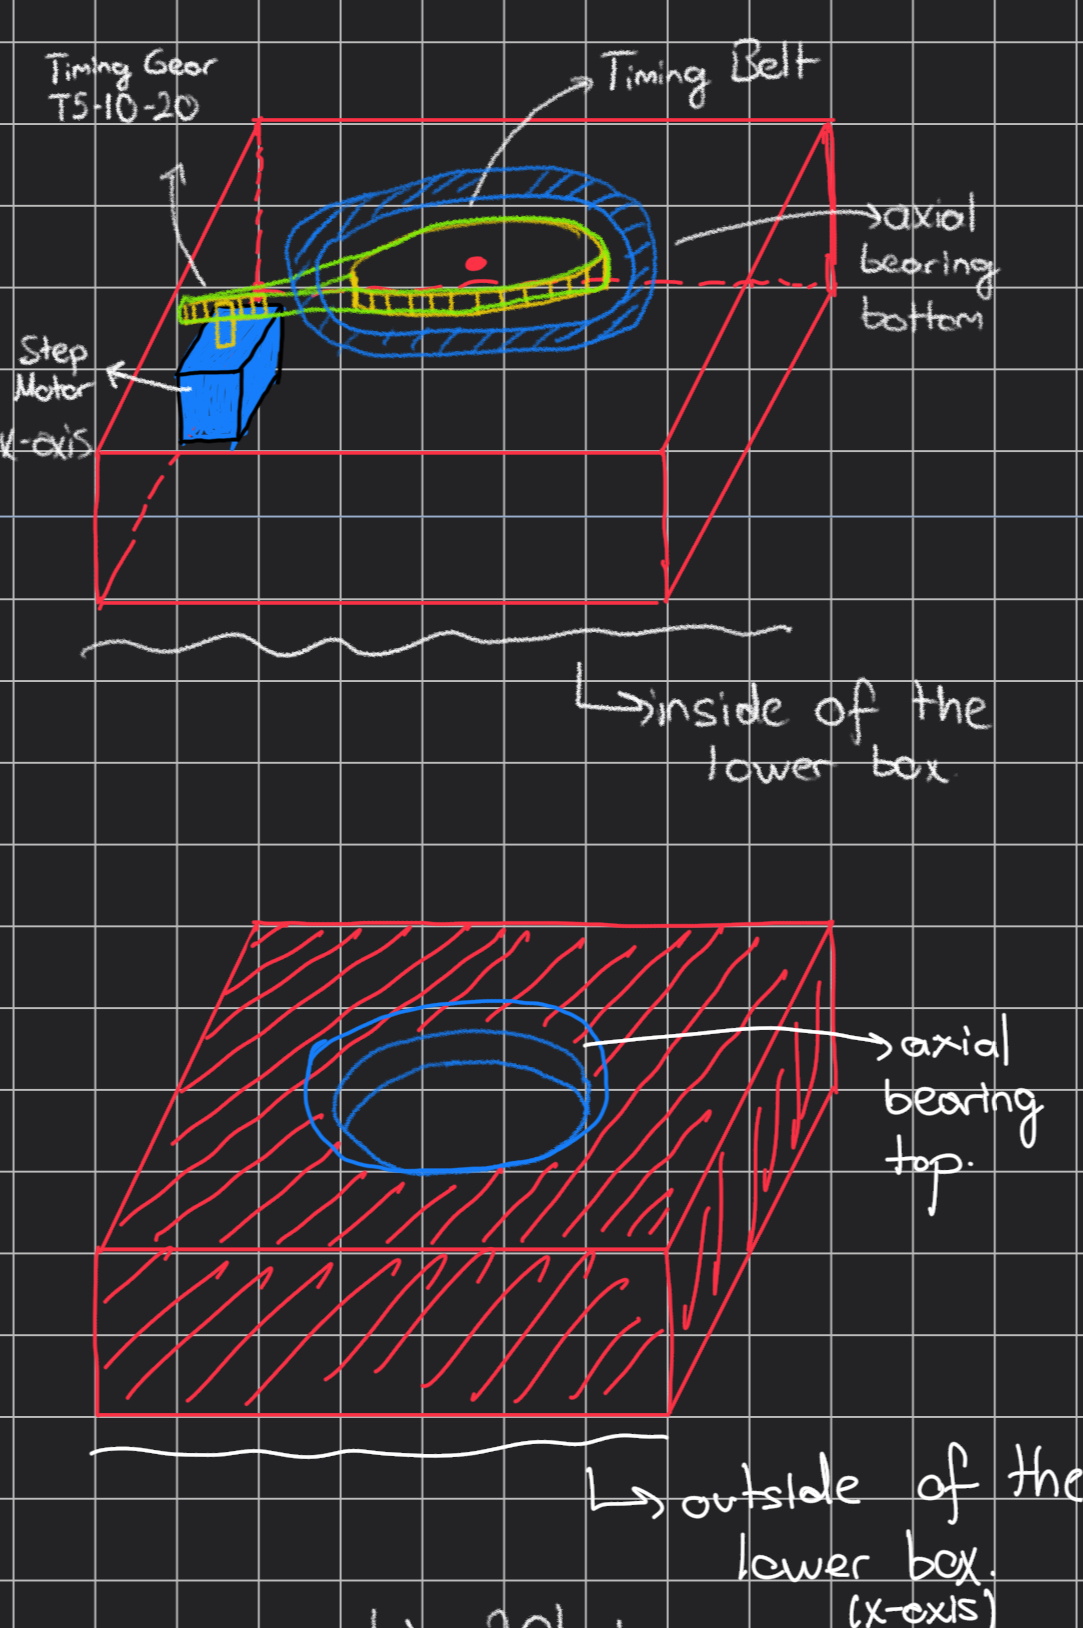 Timing Gear
T5-10-20
Timing Belt
axial
bearing
bottom
Step
Motor
x-axis
inside of the
lower box.
axial
bearing
top.
outside of the
lower box.
(x-axis)